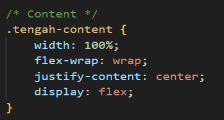 /* Content */
.tengah-content {
    width: 100%;
    flex-wrap: wrap;
    justify-content: center;
    display: flex;
}